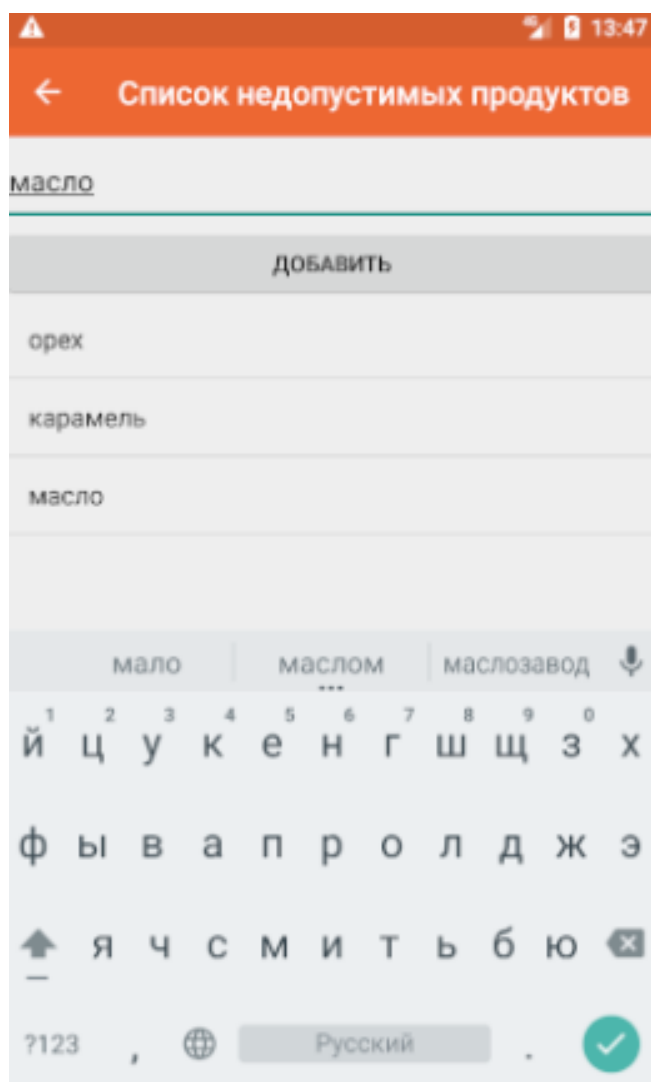 4G 13:47
Список недопустимых продуктов
масло
ДОБАВИТЬ
орех
карамель
масло
мало маслом маслозавод
1 2 3 4 5 6 7 8 9 0
й ц у к е н г ш щ з х
ф ы в а п р о л д ж э
я ч с м и т ь б ю
?123 , Русский .